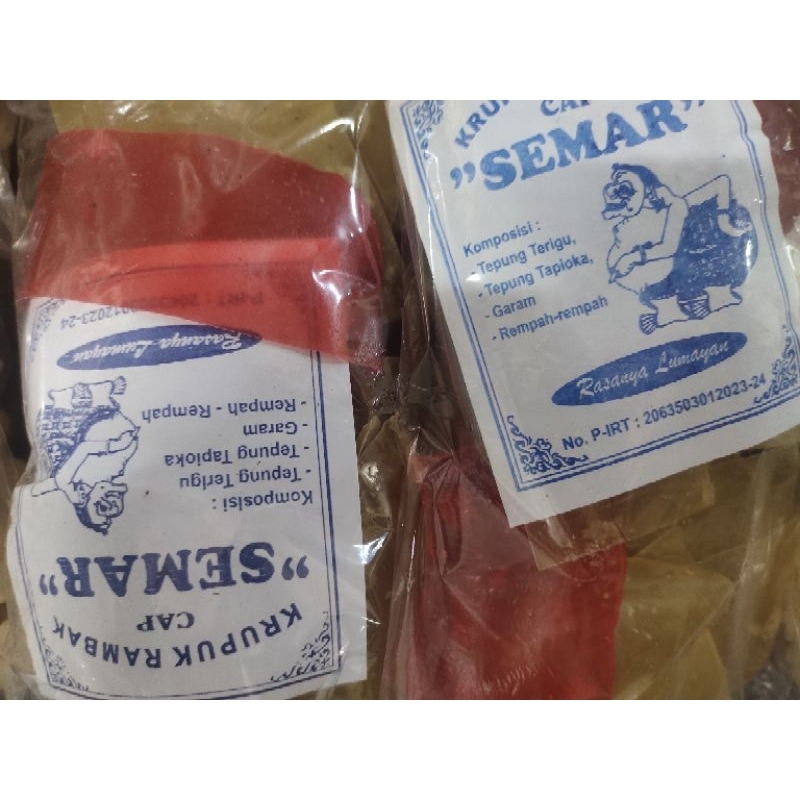 KRUPUK RAMBAK
CAP
"SEMAR"
Komposisi :
- Tepung Terigu
- Tepung Tapioka
- Garam
- Rempah - Rempah
Rasanya Lumayan
CAP
"SEMAR"
Komposisi :
- Tepung Terigu,
- Tepung Tapioka,
- Garam
- Rempah-rempah
Rasanya Lumayan
No. P-IRT : 2063503012023-24